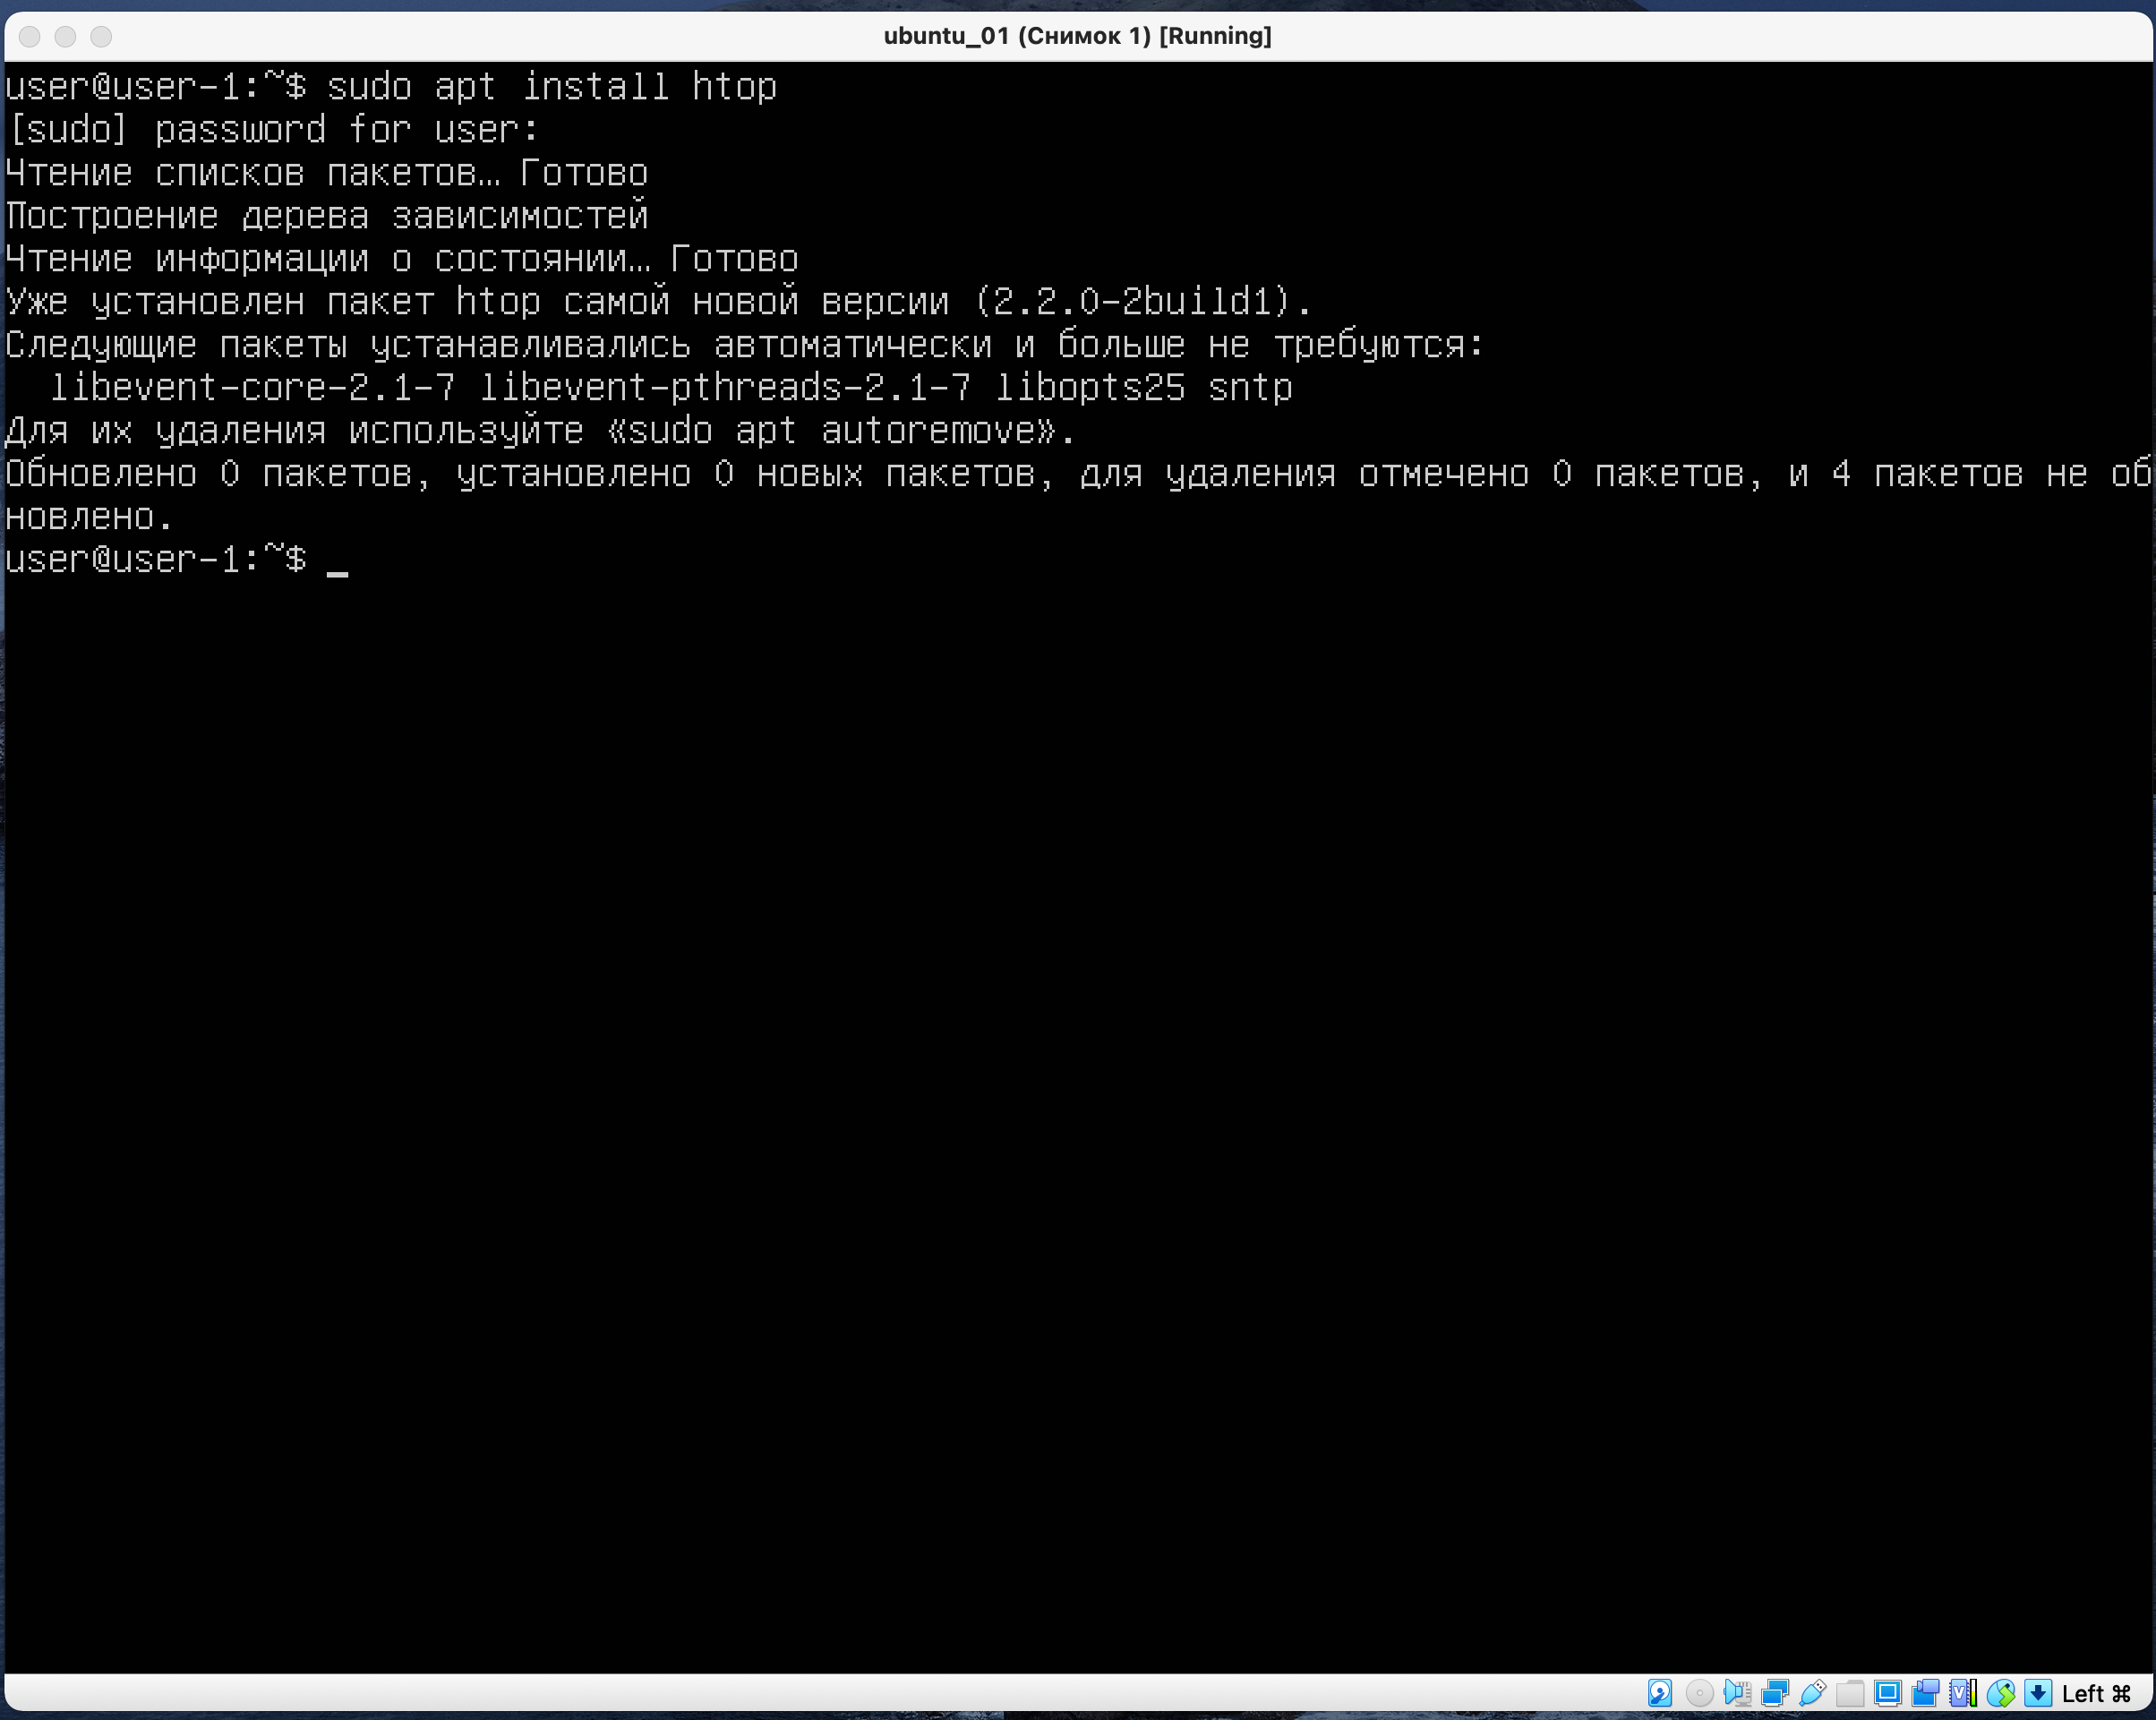 ubuntu_01 (Снимок 1) [Running]
user@user-1:~$ sudo apt install htop
[sudo] password for user:
Чтение списков пакетов… Готово
Построение дерева зависимостей
Чтение информации о состоянии… Готово
Уже установлен пакет htop самой новой версии (2.2.0-2build1).
Следующие пакеты устанавливались автоматически и больше не требуются:
  libevent-core-2.1-7 libevent-pthreads-2.1-7 libopts25 sntp
Для их удаления используйте «sudo apt autoremove».
Обновлено 0 пакетов, установлено 0 новых пакетов, для удаления отмечено 0 пакетов, и 4 пакетов не об
новлено.
user@user-1:~$ _
Left ⌘